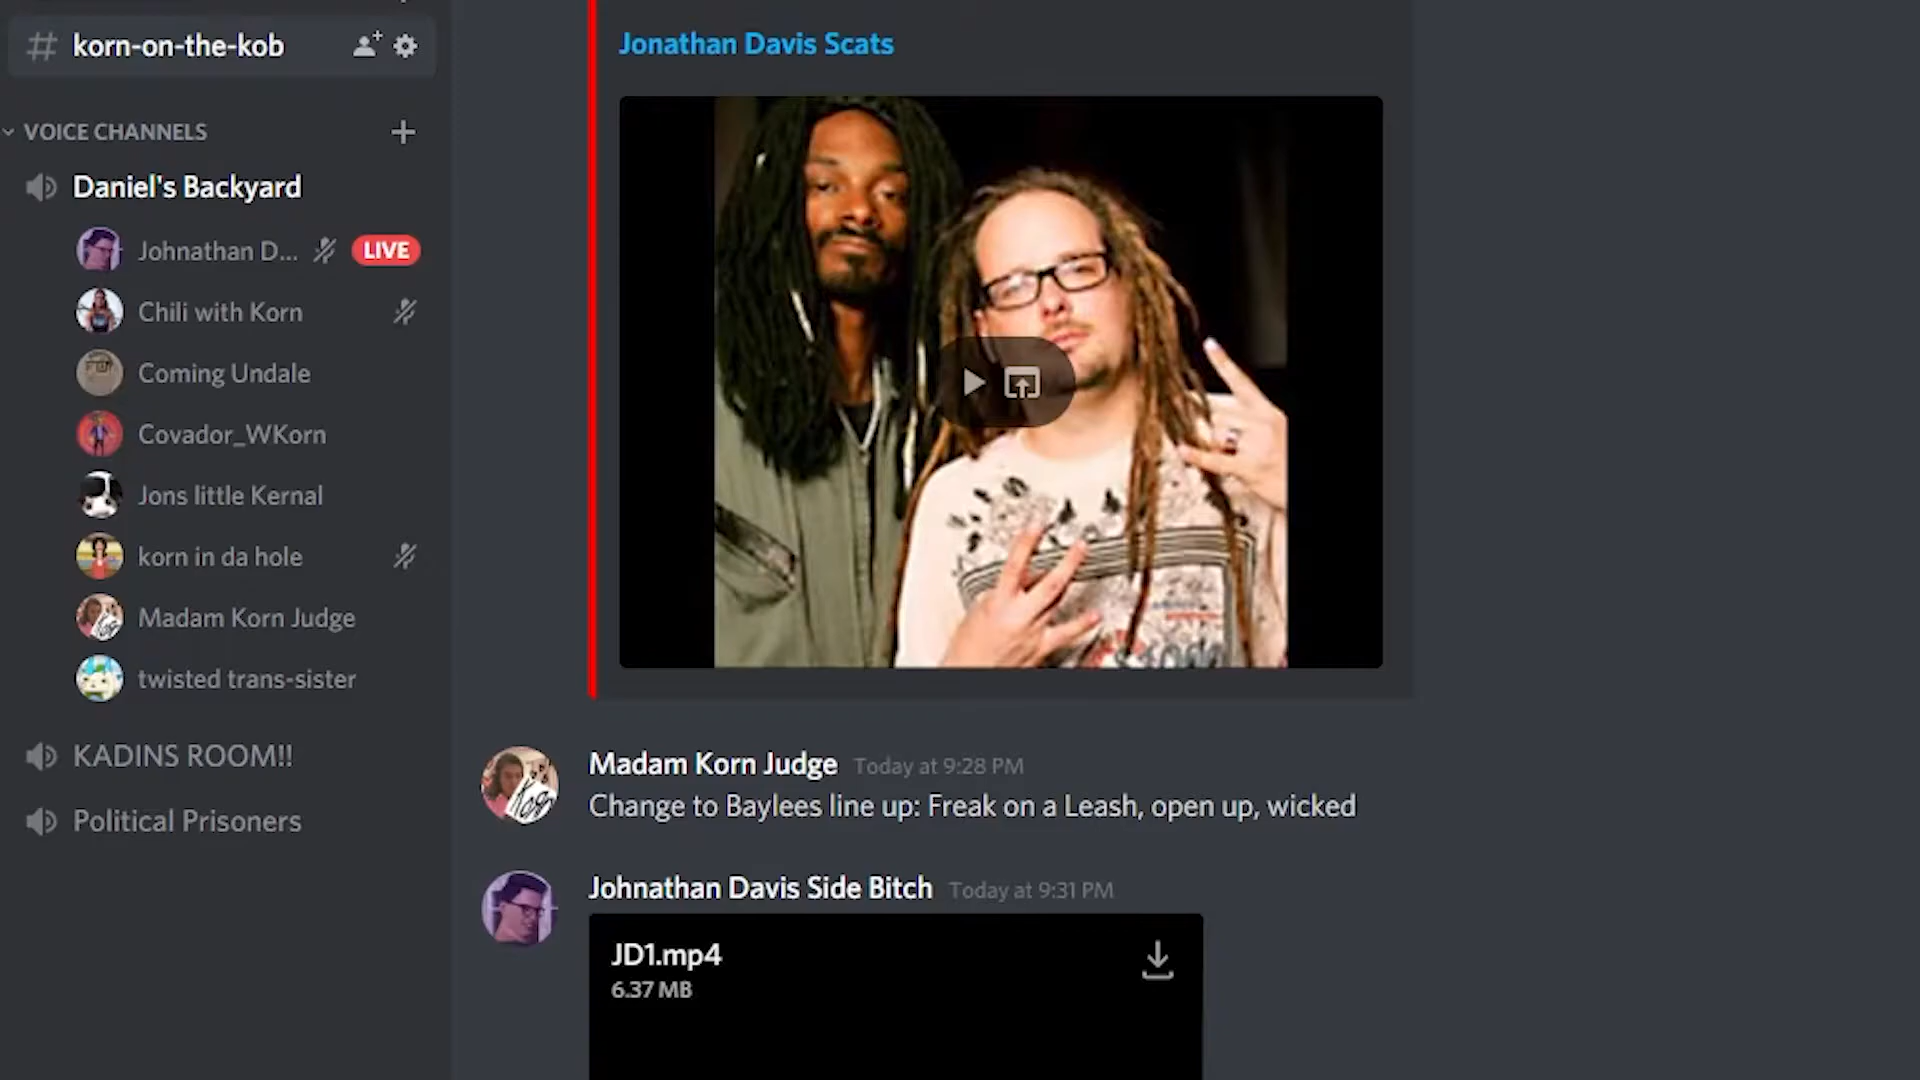 korn-on-the-kob
VOICE CHANNELS
Daniel's Backyard
Johnathan D...
LIVE
Chili with Korn
Coming Undale
Covador_WKorn
Jons little Kernal
korn in da hole
Madam Korn Judge
twisted trans-sister
KADINS ROOM!!
Political Prisoners
Jonathan Davis Scats
Madam Korn Judge Today at 9:28 PM
Change to Baylees line up: Freak on a Leash, open up, wicked
Johnathan Davis Side Bitch Today at 9:31 PM
JD1.mp4
6.37 MB